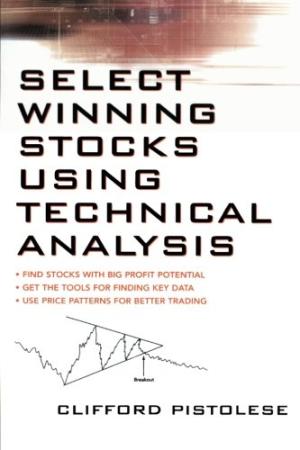 SELECT
WINNING
STOCKS
USING
TECHNICAL
ANALYSIS
• FIND STOCKS WITH BIG PROFIT POTENTIAL
• GET THE TOOLS FOR FINDING KEY DATA
• USE PRICE PATTERNS FOR BETTER TRADING
Breakout
CLIFFORD PISTOLESE